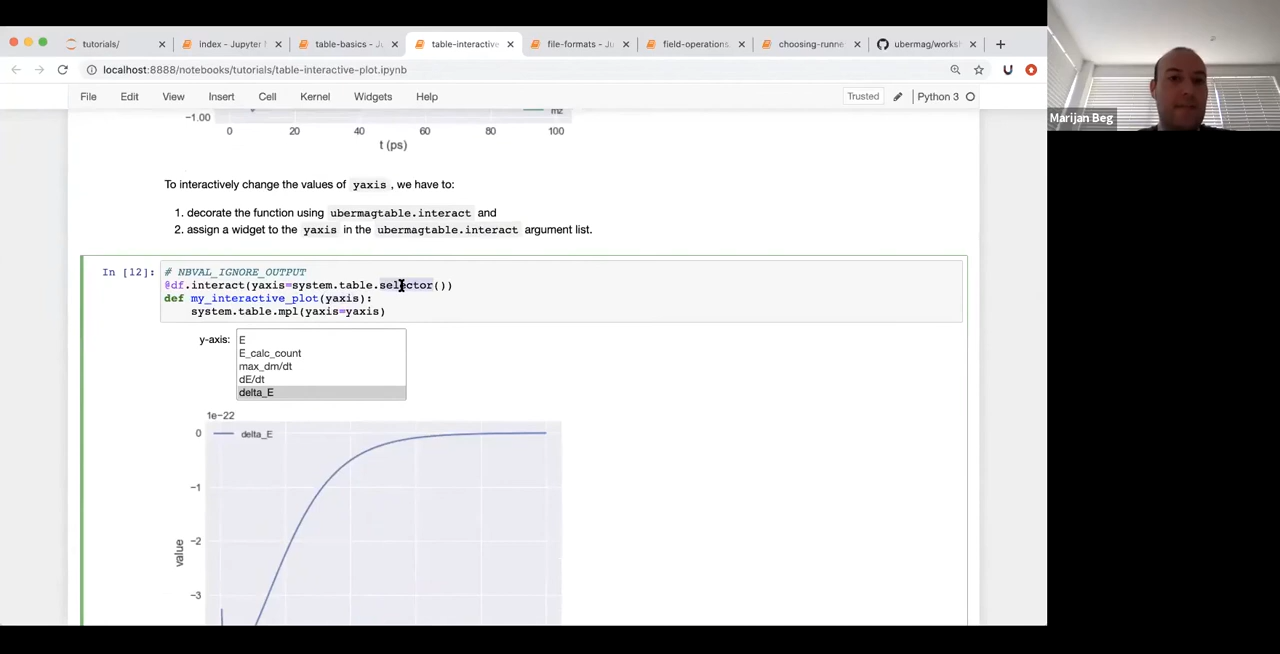 tutorials/
index - Jupyter
table-basics - Ju
table-interactive
file-formats - Ju
field-operations
choosing-runne
ubermag/works
localhost:8888/notebooks/tutorials/table-interactive-plot.ipynb
File Edit View Insert Cell Kernel Widgets Help
Trusted
Python 3
Marijan Beg
−1.00
mz
0 20 40 60 80 100
t (ps)
To interactively change the values of yaxis, we have to:
1. decorate the function using ubermagtable.interact and
2. assign a widget to the yaxis in the ubermagtable.interact argument list.
In [12]:
# NBVAL_IGNORE_OUTPUT
@df.interact(yaxis=system.table.selector())
def my_interactive_plot(yaxis):
system.table.mpl(yaxis=yaxis)
y-axis:
E
E_calc_count
max_dm/dt
dE/dt
delta_E
1e−22
delta_E
0
−1
−2
−3
value